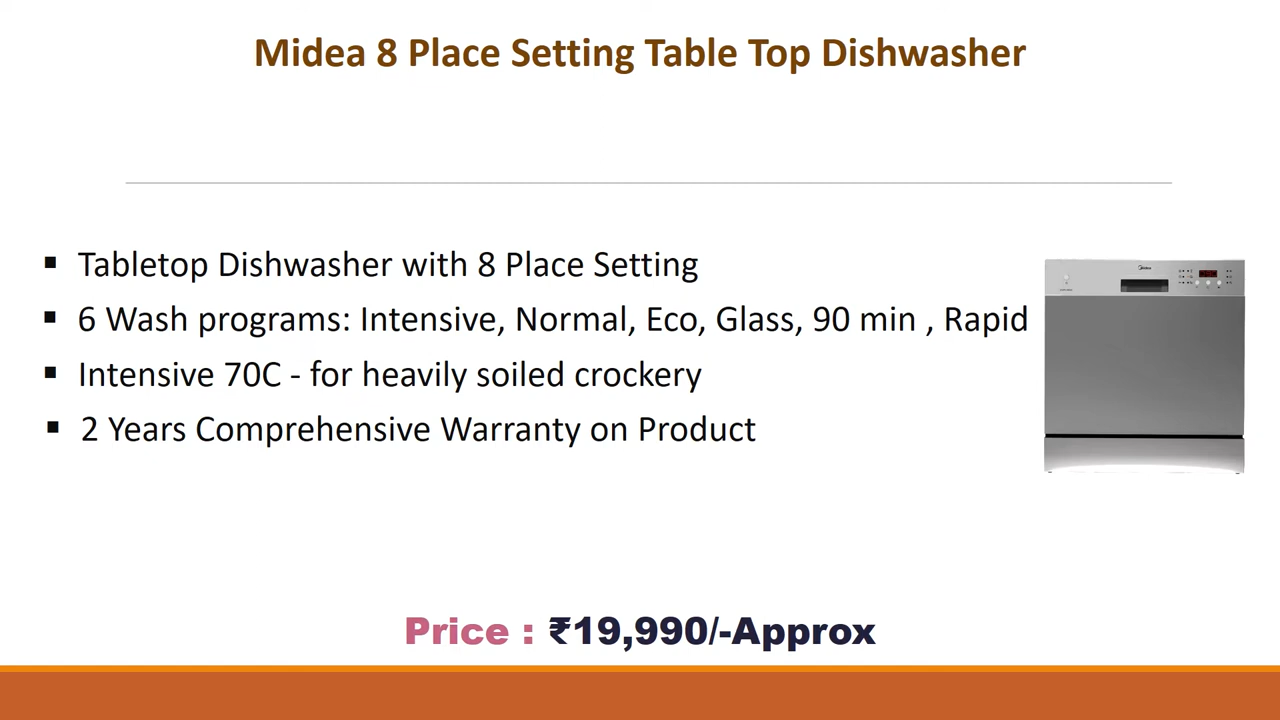 Midea 8 Place Setting Table Top Dishwasher
▪ Tabletop Dishwasher with 8 Place Setting
▪ 6 Wash programs: Intensive, Normal, Eco, Glass, 90 min , Rapid
▪ Intensive 70C - for heavily soiled crockery
▪ 2 Years Comprehensive Warranty on Product
Midea
Price : ₹19,990/-Approx